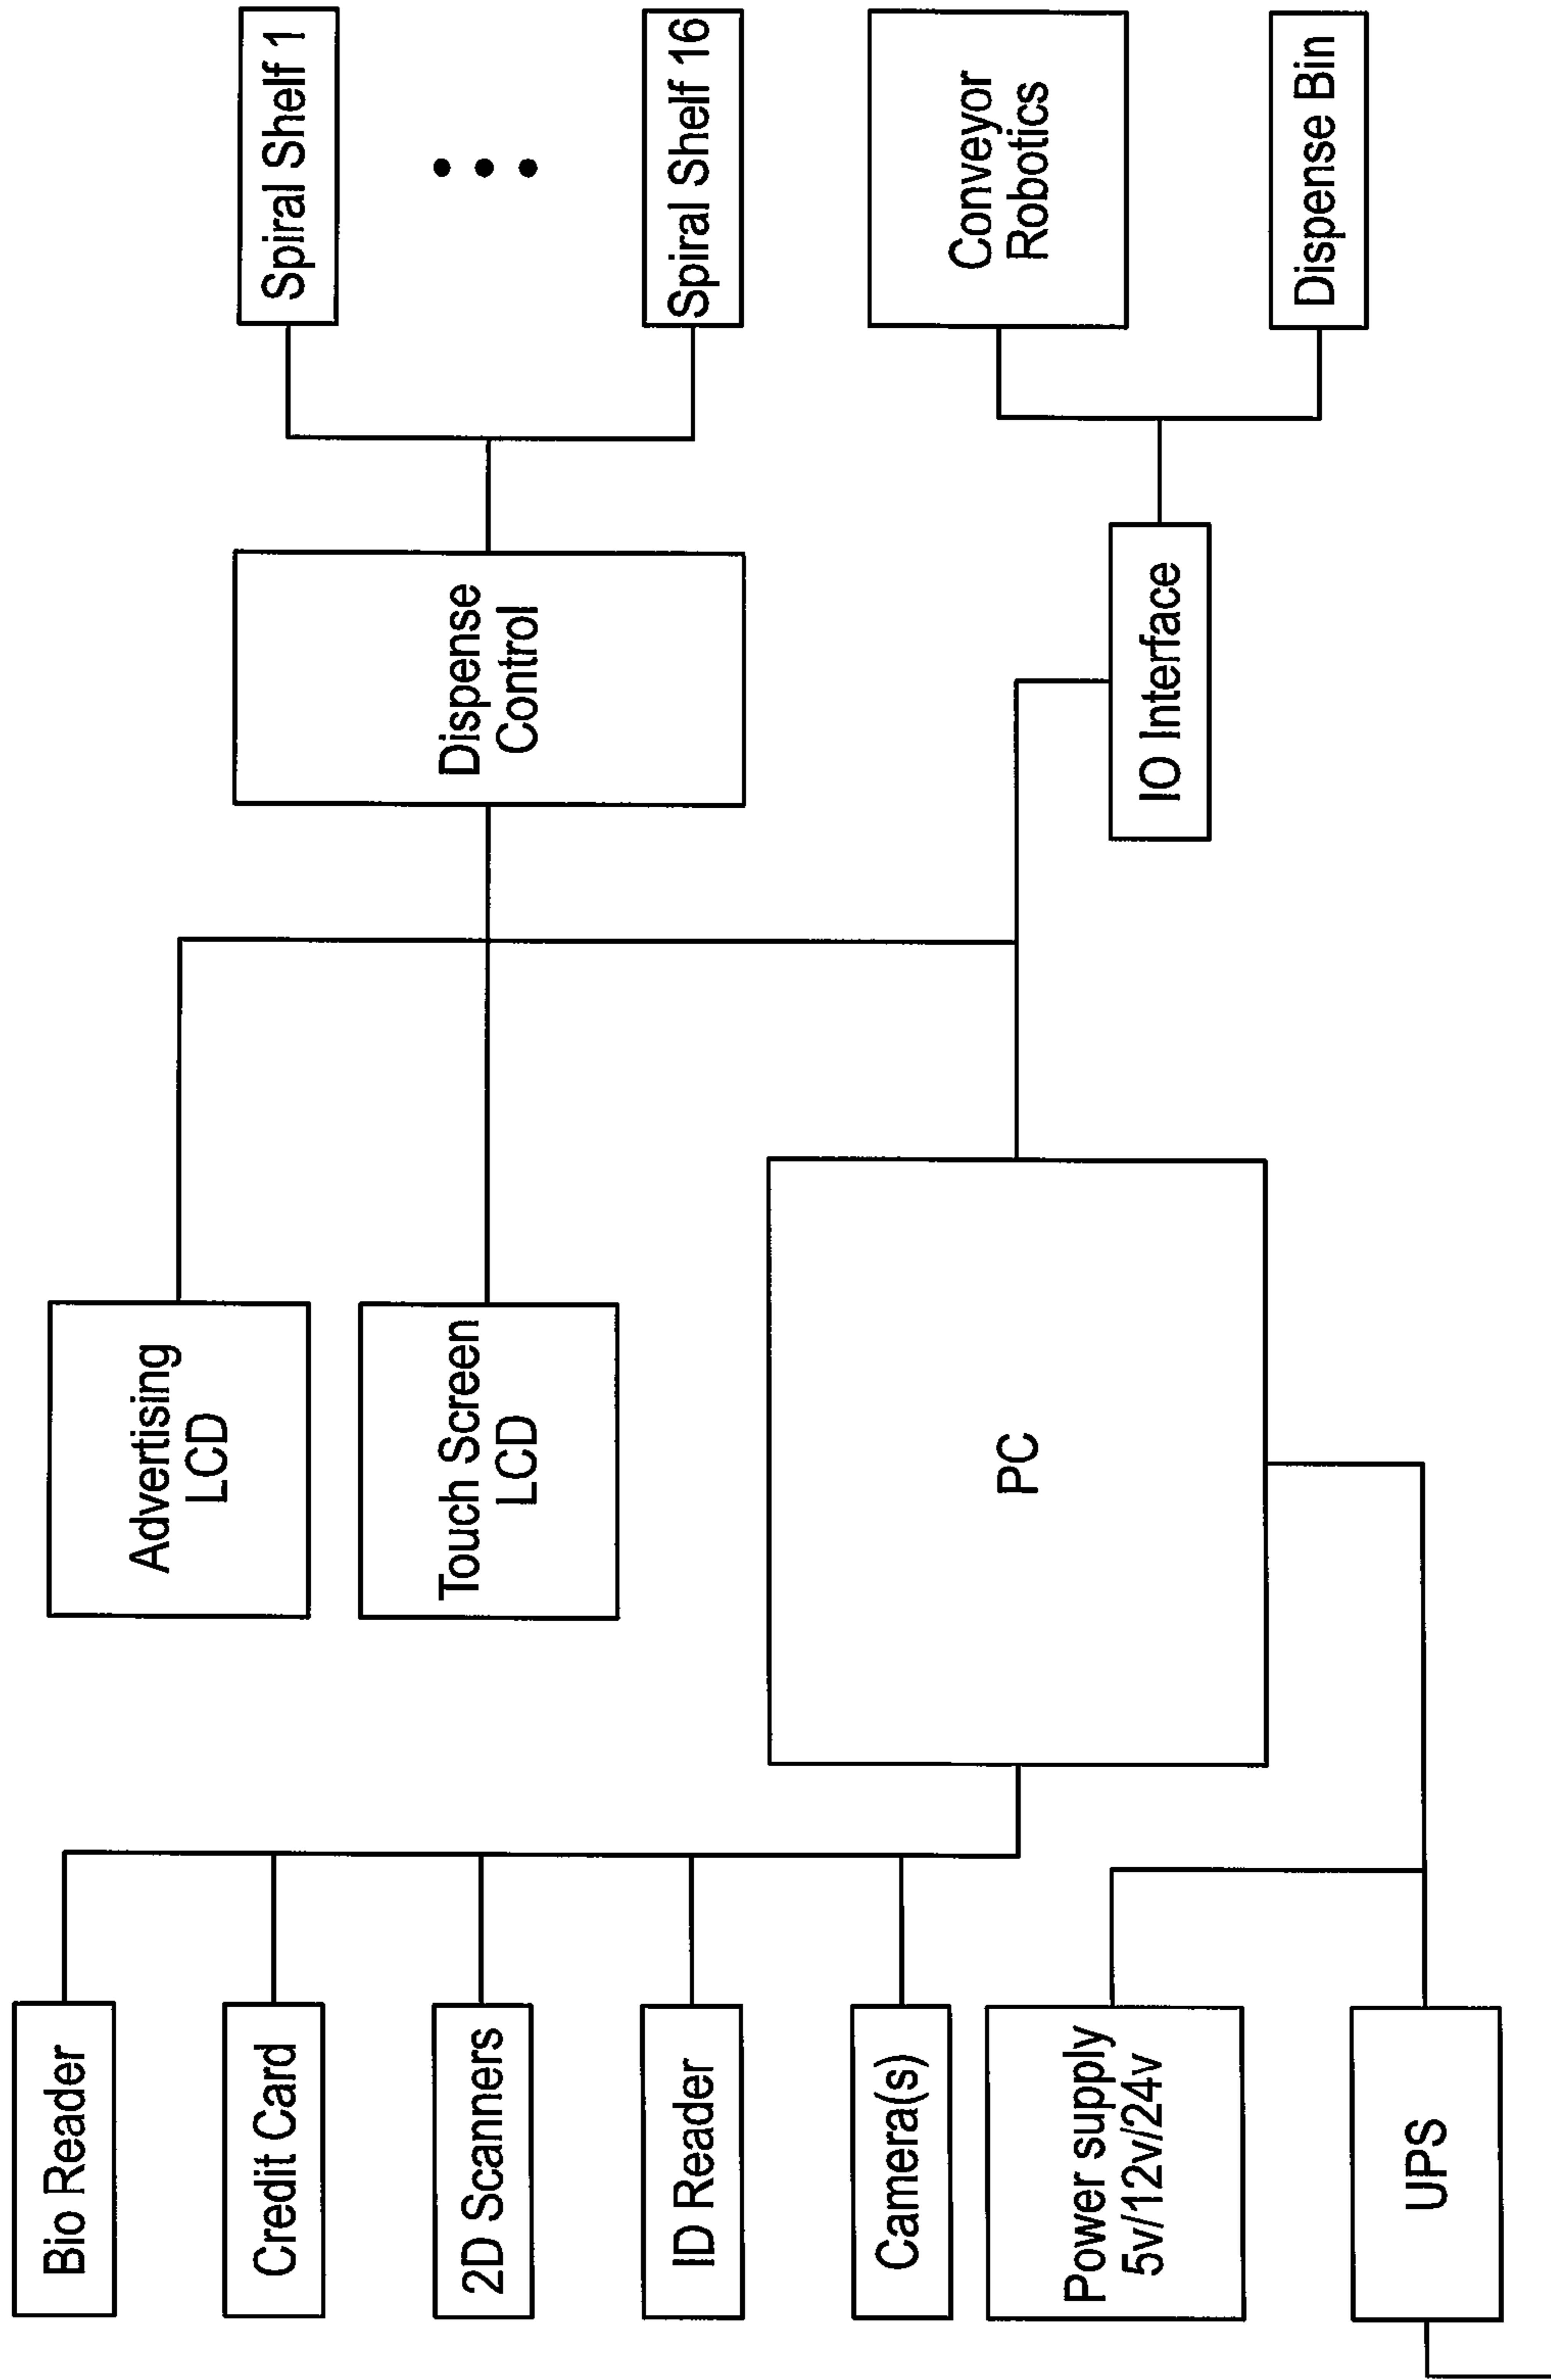 Bio Reader
Credit Card
2D Scanners
ID Reader
Camera(s)
Power supply
5v/12v/24v
UPS
Advertising
LCD
Touch Screen
LCD
PC
Dispense
Control
IO Interface
Spiral Shelf 1
Spiral Shelf 16
Conveyor
Robotics
Dispense Bin